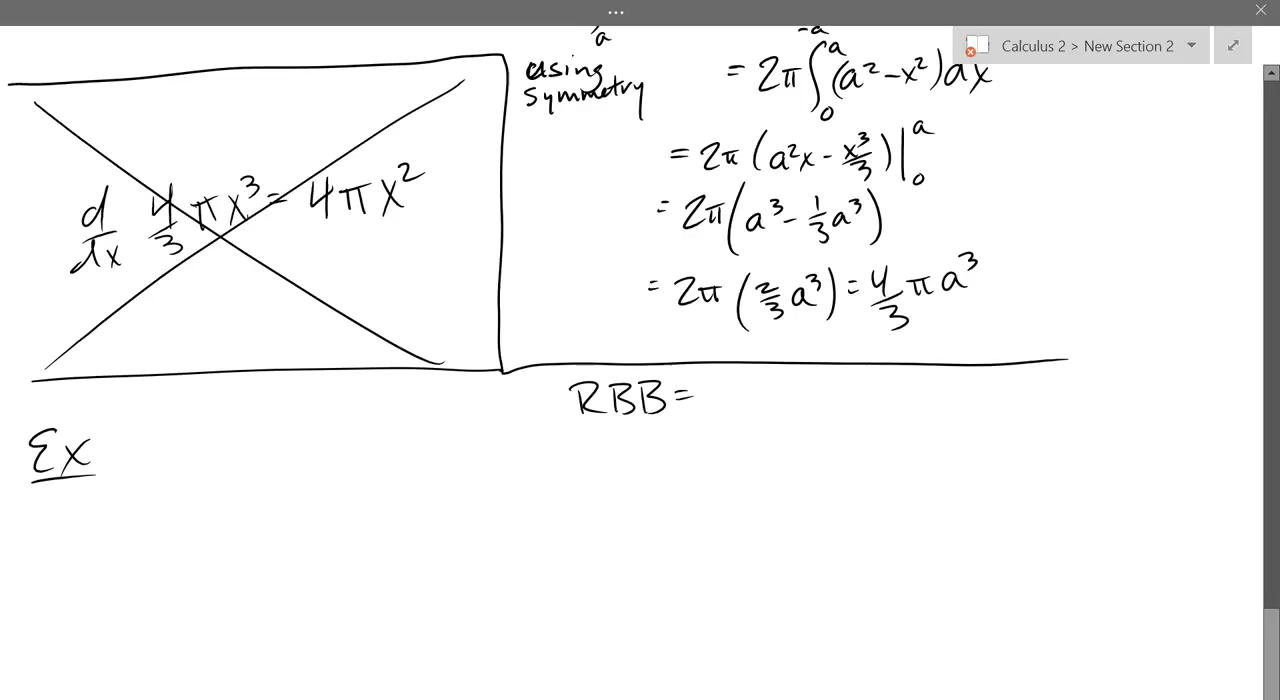 ...
Calculus 2 > New Section 2
-a
a
using
symmetry
= 2π ∫₀ᵃ (a² - x²) dx
= 2π (a²x - x³/3) |₀ᵃ
= 2π (a³ - 1/3 a³)
= 2π (2/3 a³) = 4/3 π a³
d/dx 4/3 πx³ = 4πx²
RBB =
Ex